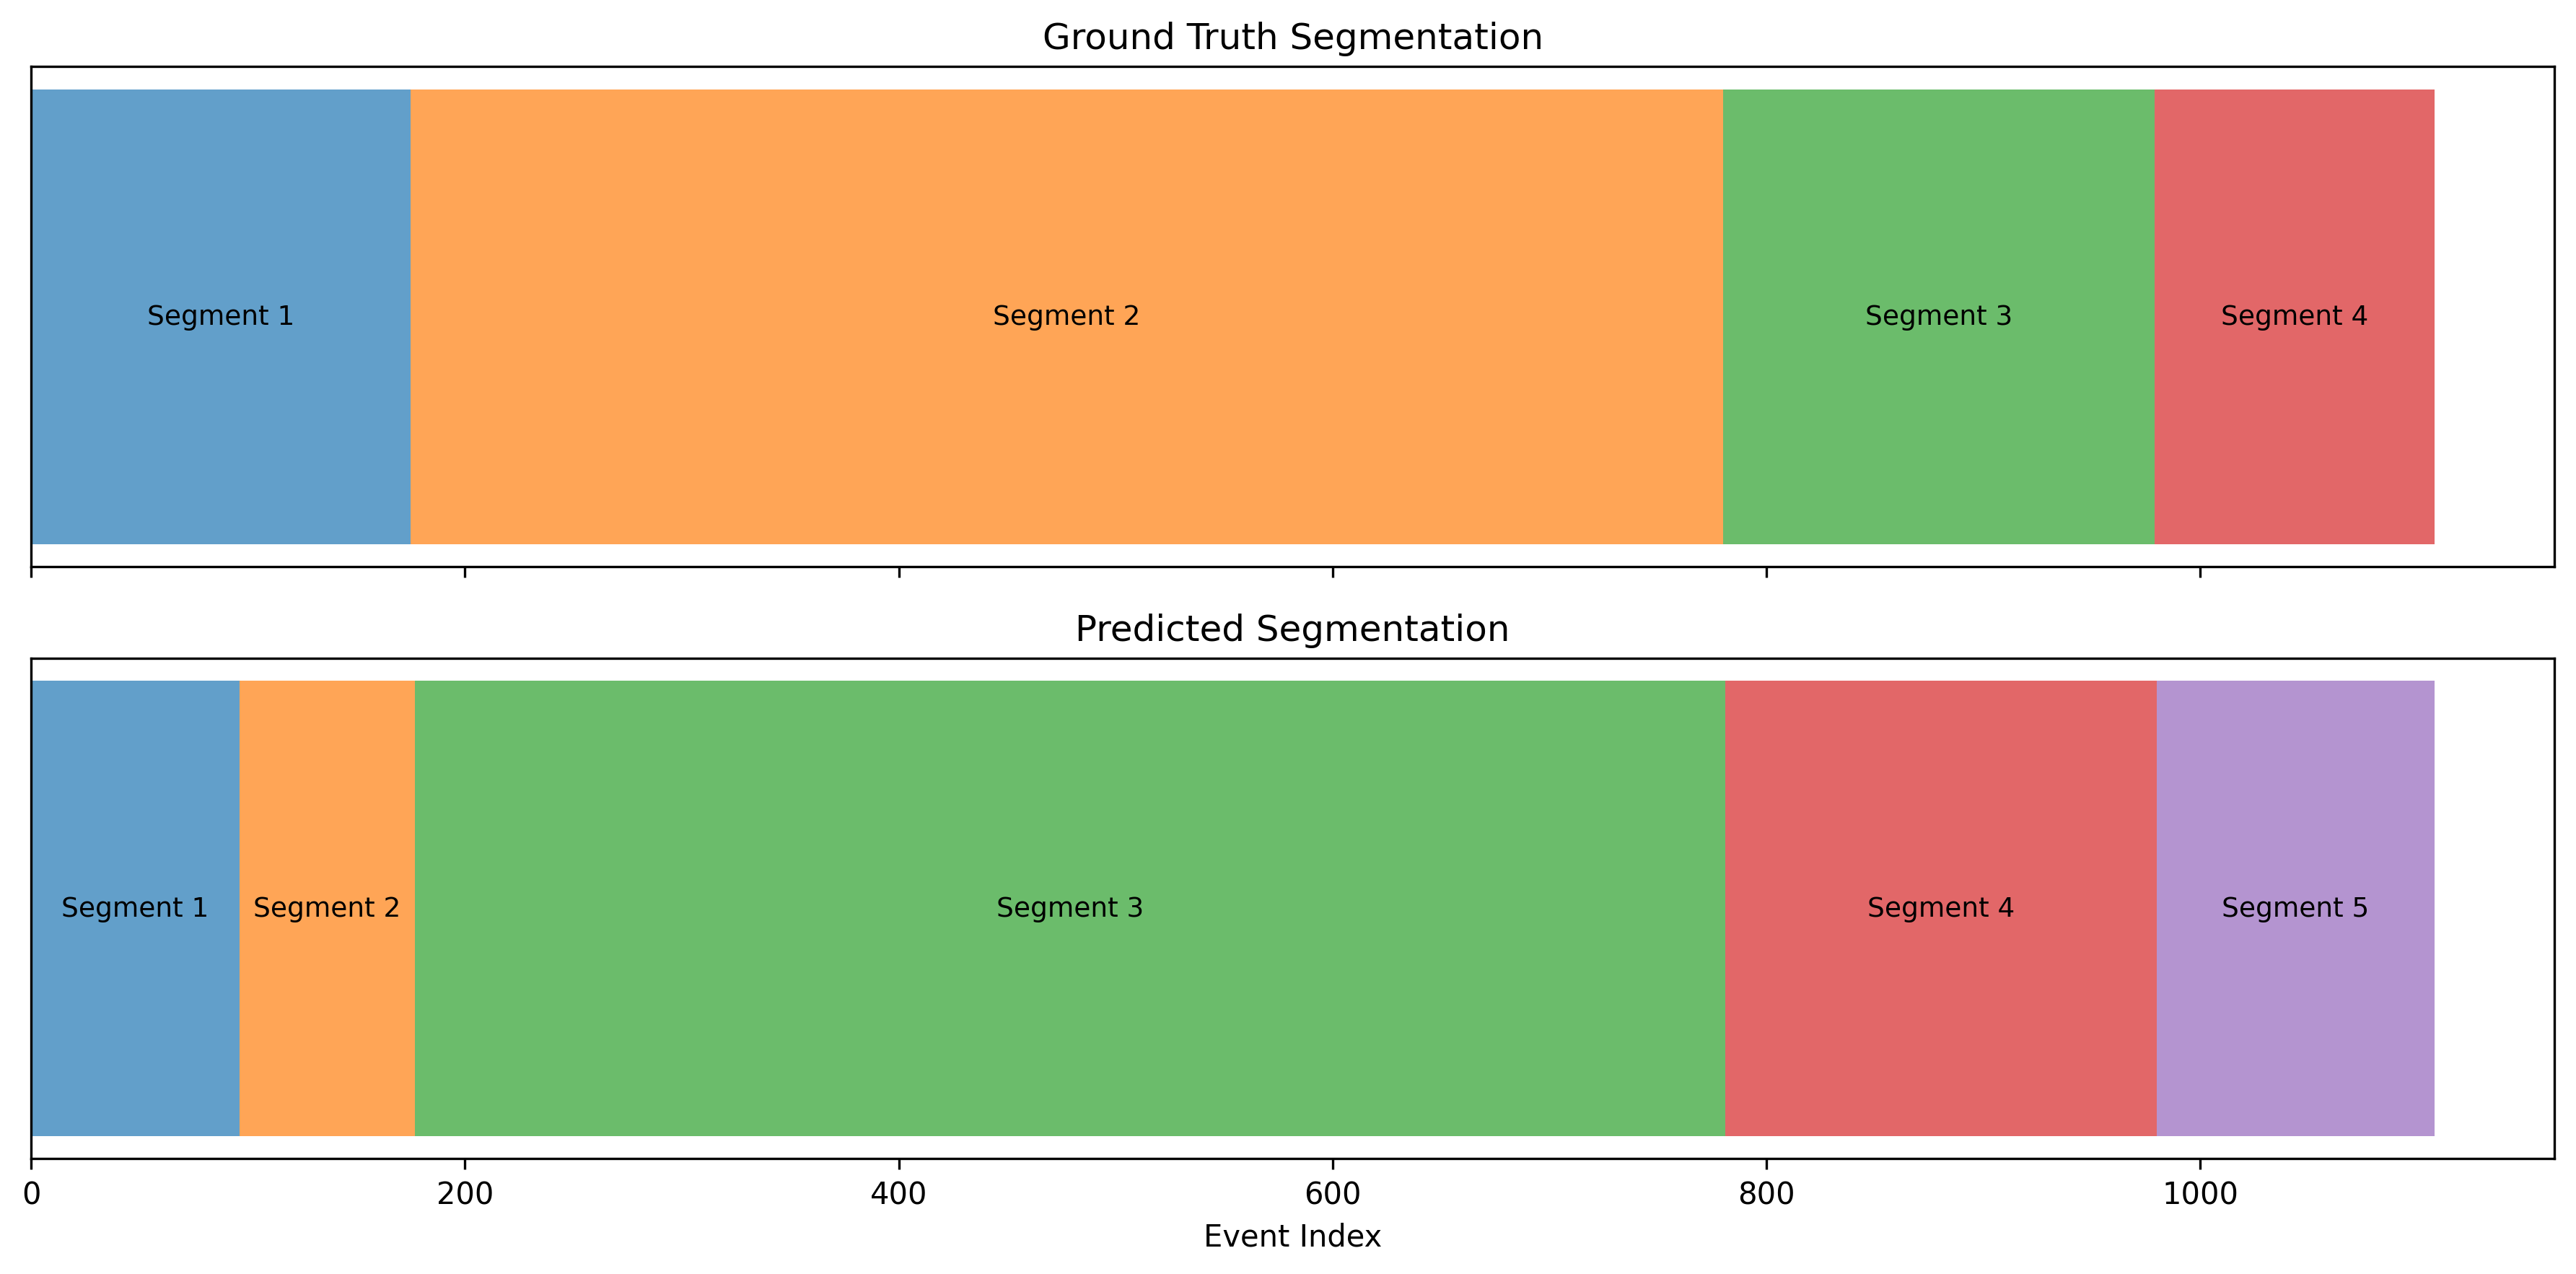 Ground Truth Segmentation
Segment 1 Segment 2 Segment 3 Segment 4
Predicted Segmentation
Segment 1 Segment 2 Segment 3 Segment 4 Segment 5
0 200 400 600 800 1000
Event Index